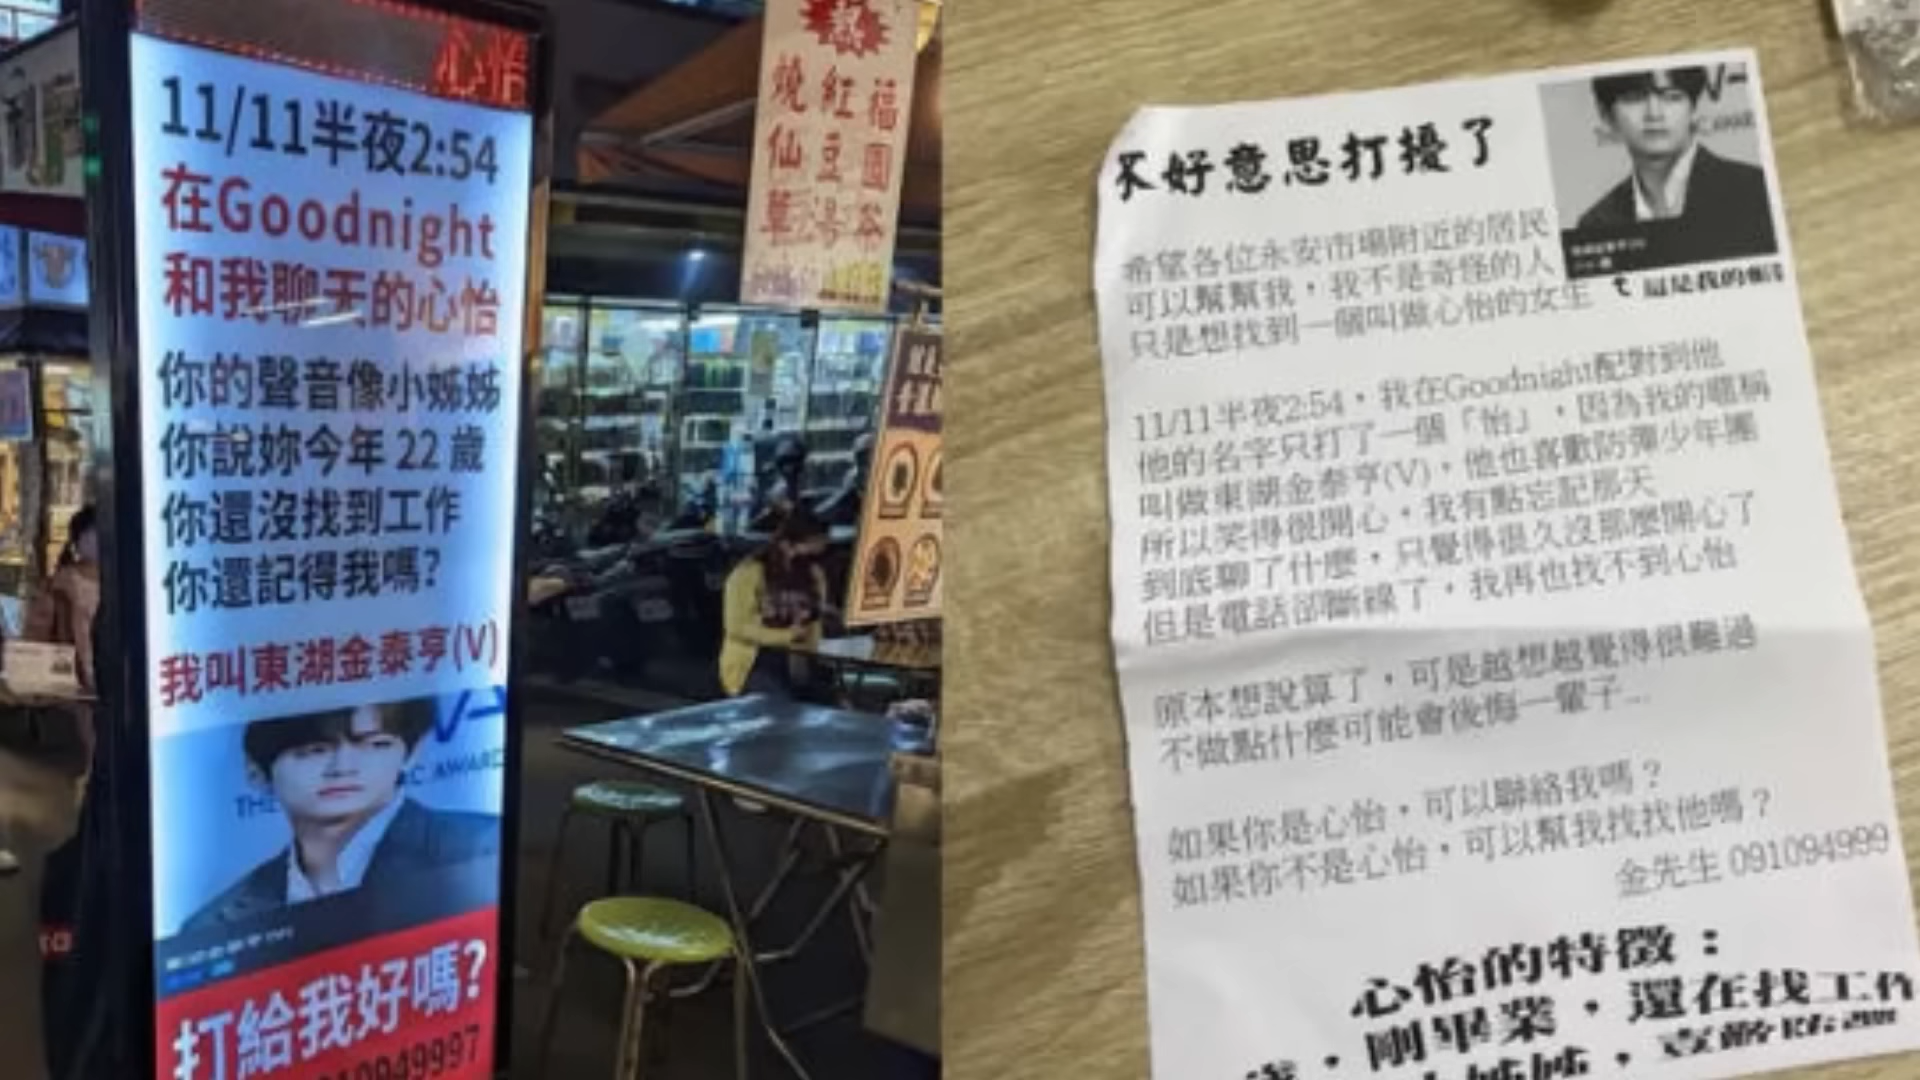 心怡
11/11半夜2:54
在Goodnight
和我聊天的心怡
你的聲音像小姊姊
你說妳今年 22 歲
你還沒找到工作
你還記得我嗎?
我叫東湖金泰亨(V)
打給我好嗎?
福圓茶
紅豆湯
燒仙草
不好意思打擾了
希望各位永安市場附近的居民
可以幫幫我，我不是奇怪的人
只是想找到一個叫做心怡的女生
這是我的帳
11/11半夜2:54，我在Goodnight配對到他
他的名字只打了一個「怡」，因為我的暱稱
叫做東湖金泰亨(V)，他也喜歡防彈少年團
所以笑得很開心。我有點忘記那天
到底聊了什麼，只覺得很久沒那麼開心了
但是電話卻斷線了，我再也找不到心怡
原本想說算了，可是越想越覺得很難過
不做點什麼可能會後悔一輩子...
如果你是心怡，可以聯絡我嗎？
如果你不是心怡，可以幫我找找他嗎？
金先生 091094999
心怡的特徵：
，剛畢業，還在找工作